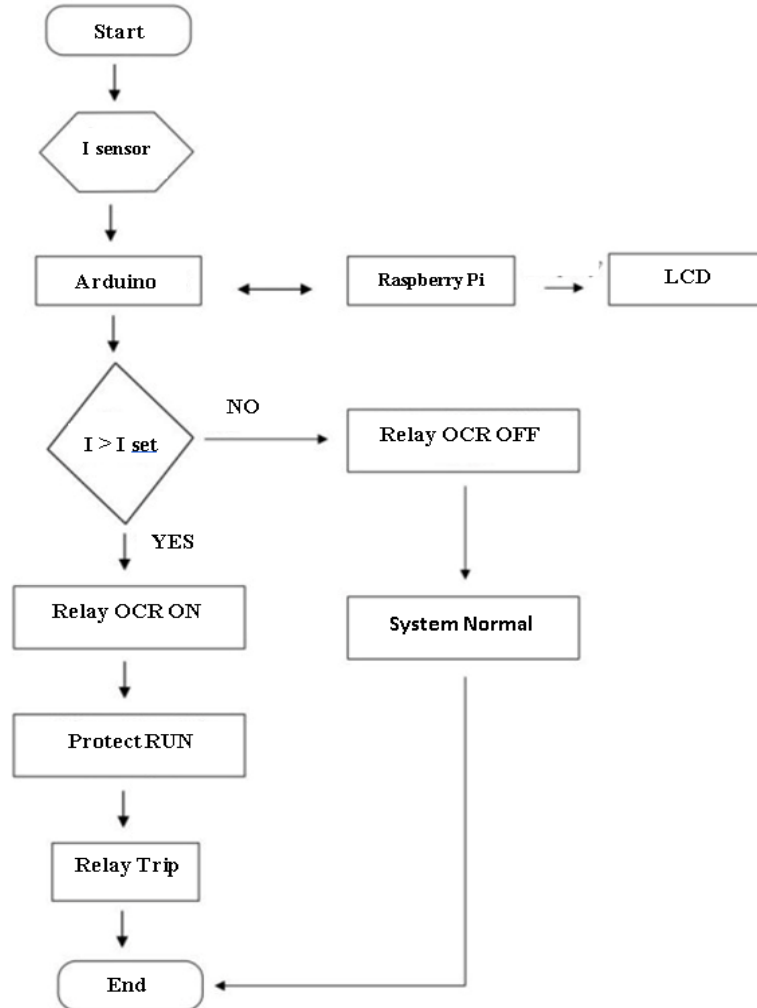 Start
I sensor
Arduino
Raspberry Pi
LCD
I > I set
NO
Relay OCR OFF
YES
Relay OCR ON
System Normal
Protect RUN
Relay Trip
End